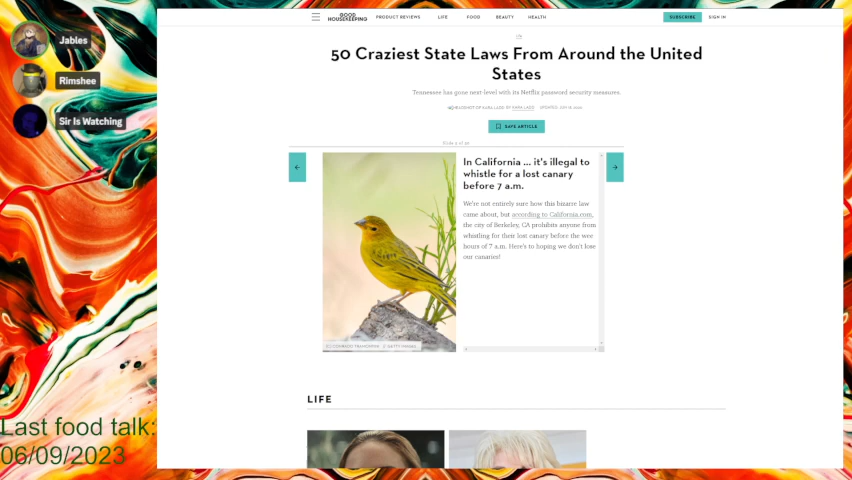 Jables
Rimshee
Sir Is Watching
GOOD
HOUSEKEEPING
PRODUCT REVIEWS
LIFE
FOOD
BEAUTY
HEALTH
SUBSCRIBE
SIGN IN
50 Craziest State Laws From Around the United
States
Tennessee has gone next-level with its Netflix password security measures.
BY KARA LADD
SAVE ARTICLE
In California ... it's illegal to
whistle for a lost canary
before 7 a.m.
We're not entirely sure how this bizarre law
came about, but according to California.com,
the city of Berkeley, CA prohibits anyone from
whistling for their lost canary before the wee
hours of 7 a.m. Here's to hoping we don't lose
our canaries!
LIFE
Last food talk:
06/09/2023